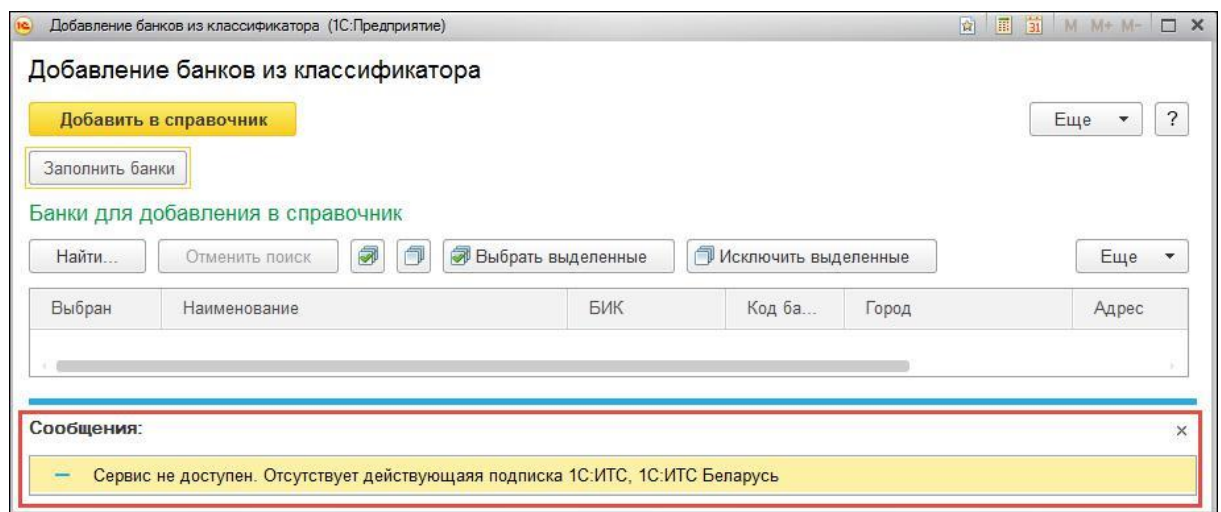 Добавление банков из классификатора (1С:Предприятие)
31 M M+ M-
Добавление банков из классификатора
Добавить в справочник Еще ?
Заполнить банки
Банки для добавления в справочник
Найти... Отменить поиск Выбрать выделенные Исключить выделенные Еще
Выбран Наименование БИК Код ба... Город Адрес
Сообщения:
Сервис не доступен. Отсутствует действующаяя подписка 1С:ИТС, 1С:ИТС Беларусь